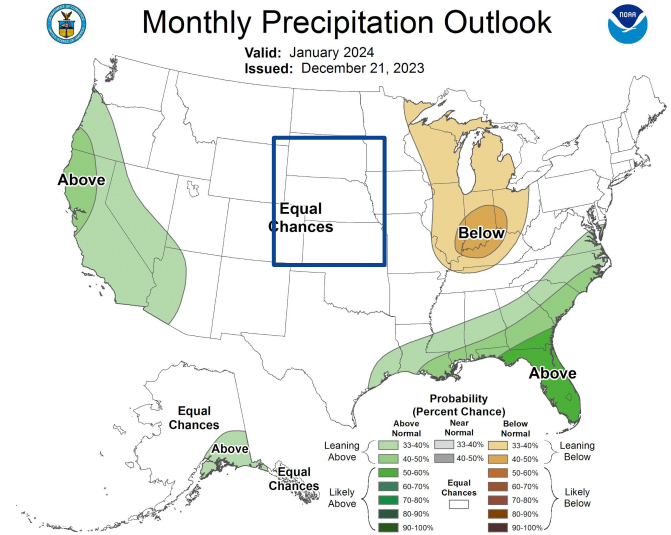 Monthly Precipitation Outlook
Valid: January 2024
Issued: December 21, 2023
NOAA
Above
Equal
Chances
Below
Above
Equal
Chances
Above
Equal
Chances
Probability
(Percent Chance)
Above
Normal
Near
Normal
Below
Normal
Leaning
Above
33-40%
33-40%
33-40%
Leaning
Below
40-50%
40-50%
40-50%
Likely
Above
50-60%
60-70%
70-80%
80-90%
90-100%
Equal
Chances
50-60%
60-70%
70-80%
80-90%
90-100%
Likely
Below